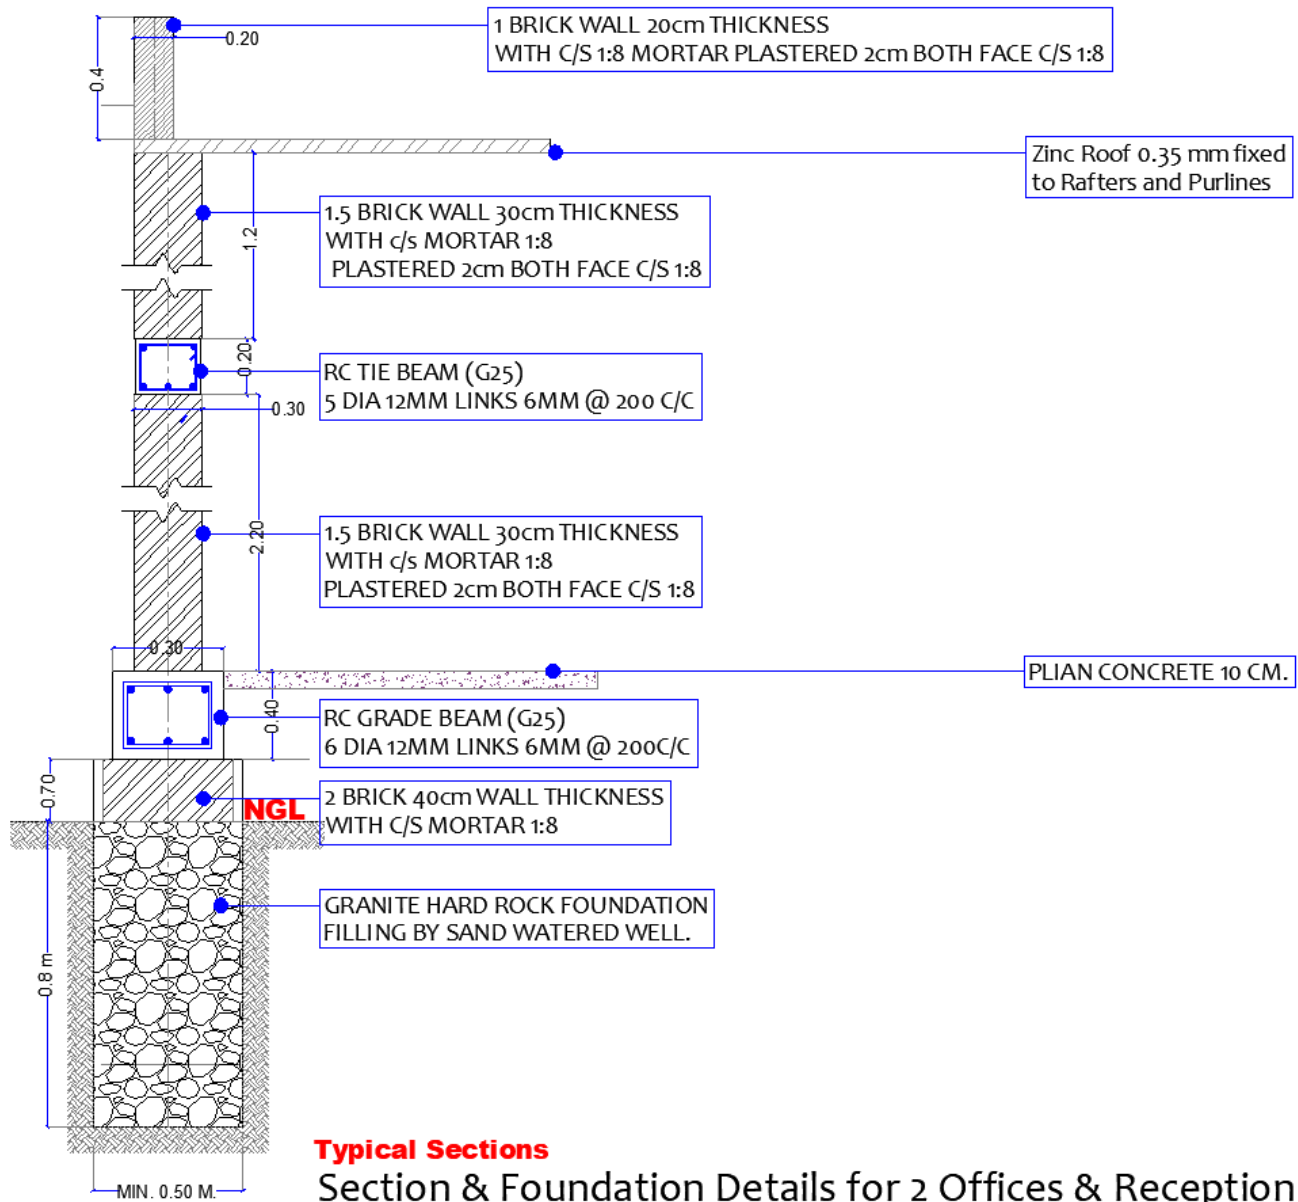 1 BRICK WALL 20cm THICKNESS
WITH C/S 1:8 MORTAR PLASTERED 2cm BOTH FACE C/S 1:8
0.20
0.4
Zinc Roof 0.35 mm fixed
to Rafters and Purlines
1.5 BRICK WALL 30cm THICKNESS
WITH c/s MORTAR 1:8
PLASTERED 2cm BOTH FACE C/S 1:8
1.2
RC TIE BEAM (G25)
5 DIA 12MM LINKS 6MM @ 200 C/C
0.20
0.30
1.5 BRICK WALL 30cm THICKNESS
WITH c/s MORTAR 1:8
PLASTERED 2cm BOTH FACE C/S 1:8
2.20
0.30
PLIAN CONCRETE 10 CM.
RC GRADE BEAM (G25)
6 DIA 12MM LINKS 6MM @ 200C/C
0.40
0.70
2 BRICK 40cm WALL THICKNESS
WITH C/S MORTAR 1:8
NGL
GRANITE HARD ROCK FOUNDATION
FILLING BY SAND WATERED WELL.
0.8 m
MIN. 0.50 M.
Typical Sections
Section & Foundation Details for 2 Offices & Reception